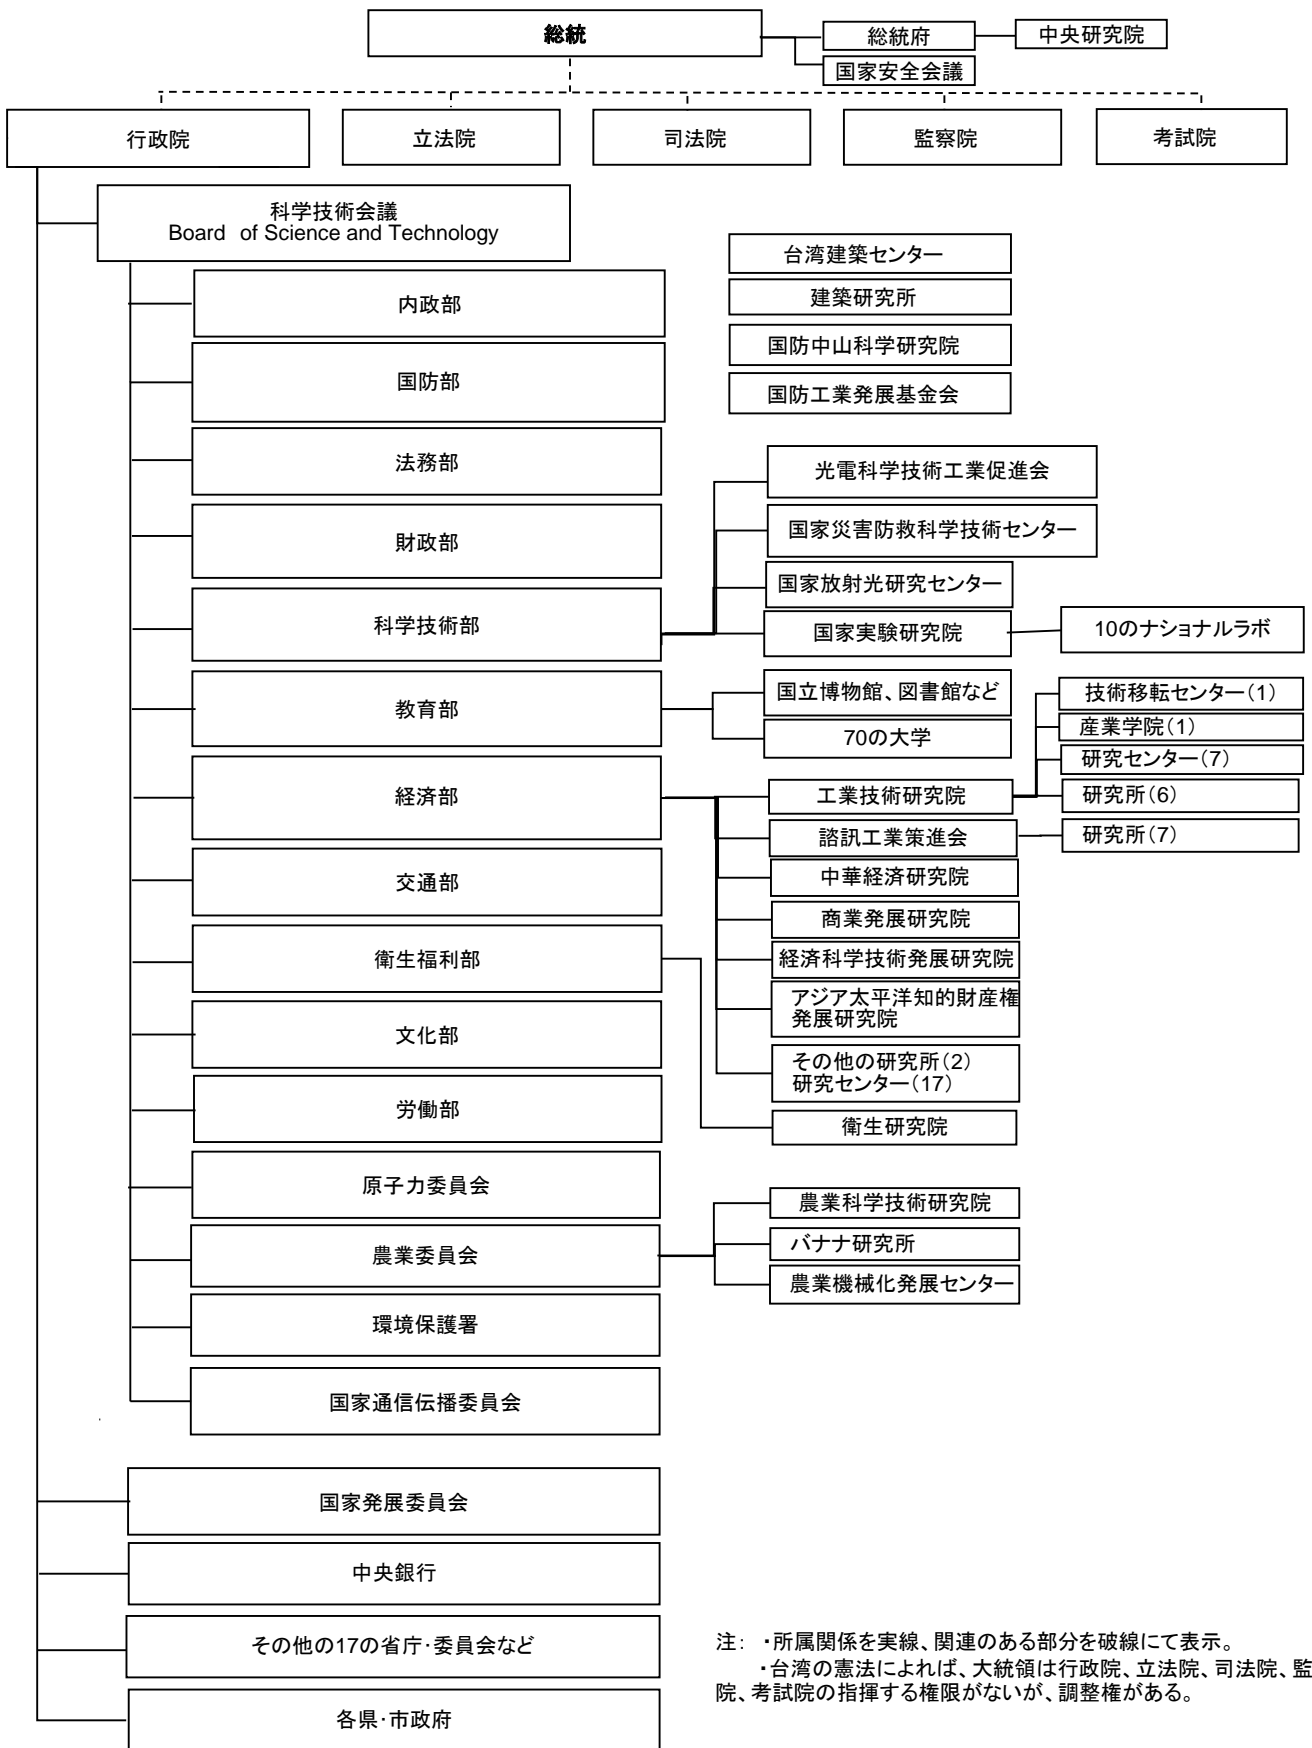 総統
総統府
中央研究院
国家安全会議
行政院
立法院
司法院
監察院
考試院
科学技術会議
Board of Science and Technology
台湾建築センター
内政部
建築研究所
国防中山科学研究院
国防部
国防工業発展基金会
法務部
光電科学技術工業促進会
財政部
国家災害防救科学技術センター
国家放射光研究センター
科学技術部
国家実験研究院
10のナショナルラボ
教育部
国立博物館、図書館など
70の大学
技術移転センター(1)
産業学院(1)
研究センター(7)
経済部
工業技術研究院
研究所(6)
諮訊工業策進会
研究所(7)
交通部
中華経済研究院
商業発展研究院
衛生福利部
経済科学技術発展研究院
アジア太平洋知的財産権
発展研究院
文化部
その他の研究所(2)
研究センター(17)
労働部
衛生研究院
原子力委員会
農業科学技術研究院
農業委員会
バナナ研究所
農業機械化発展センター
環境保護署
国家通信伝播委員会
国家発展委員会
中央銀行
その他の17の省庁・委員会など
各県・市政府
注: ・所属関係を実線、関連のある部分を破線にて表示。
・台湾の憲法によれば、大統領は行政院、立法院、司法院、監
院、考試院の指揮する権限がないが、調整権がある。